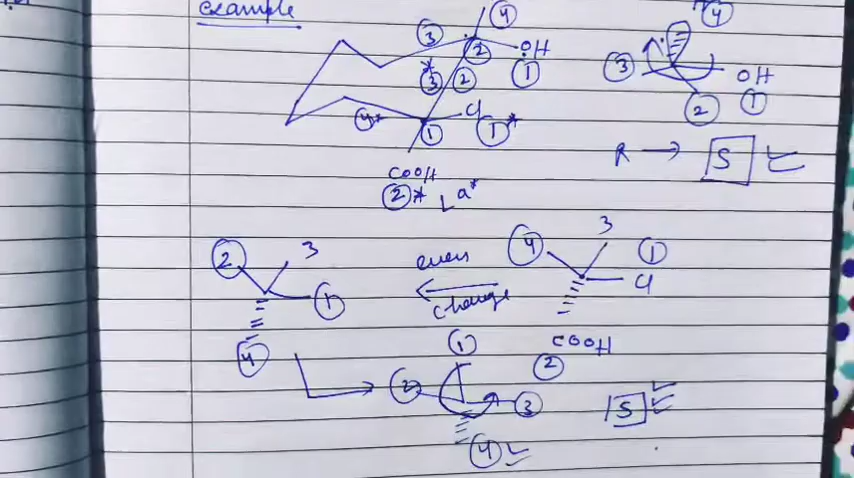 example
④ ④
③ ② OH
③ OH
* ③ ② ① ② ①
4* ① Cl ①*
R → S
COOH
②* a*
② 3 ④ 3 ①
even Cl
①
change
④ ① COOH
②
② ③ S
④